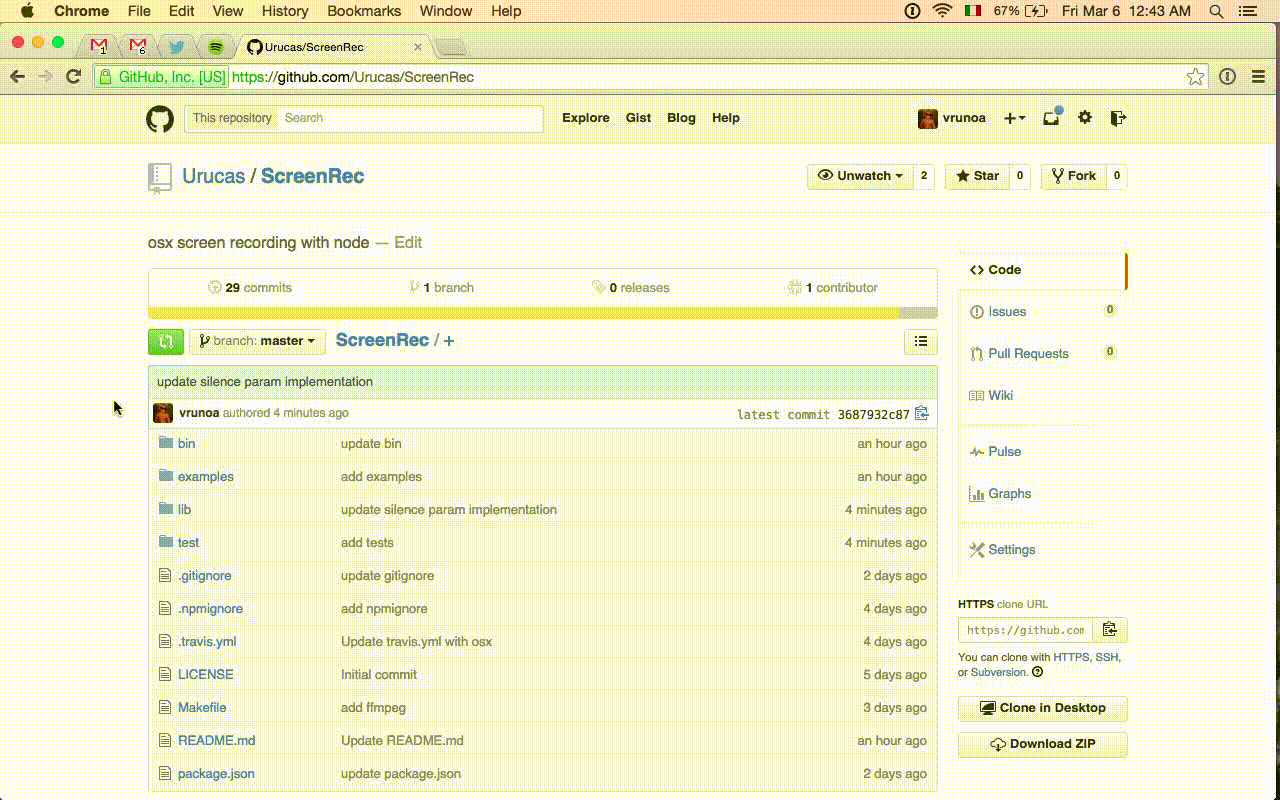 Chrome File Edit View History Bookmarks Window Help 67% Fri Mar 6 12:43 AM
1 6 Urucas/ScreenRec
GitHub, Inc. [US] https://github.com/Urucas/ScreenRec
This repository Search Explore Gist Blog Help vrunoa
Urucas / ScreenRec Unwatch 2 Star 0 Fork 0
osx screen recording with node — Edit
29 commits 1 branch 0 releases 1 contributor
branch: master ScreenRec / +
update silence param implementation
vrunoa authored 4 minutes ago latest commit 3687932c87
bin update bin an hour ago
examples add examples an hour ago
lib update silence param implementation 4 minutes ago
test add tests 4 minutes ago
.gitignore update gitignore 2 days ago
.npmignore add npmignore 4 days ago
.travis.yml Update travis.yml with osx 4 days ago
LICENSE Initial commit 5 days ago
Makefile add ffmpeg 3 days ago
README.md Update README.md an hour ago
package.json update package.json 2 days ago
Code
Issues 0
Pull Requests 0
Wiki
Pulse
Graphs
Settings
HTTPS clone URL
https://github.com
You can clone with HTTPS, SSH,
or Subversion.
Clone in Desktop
Download ZIP